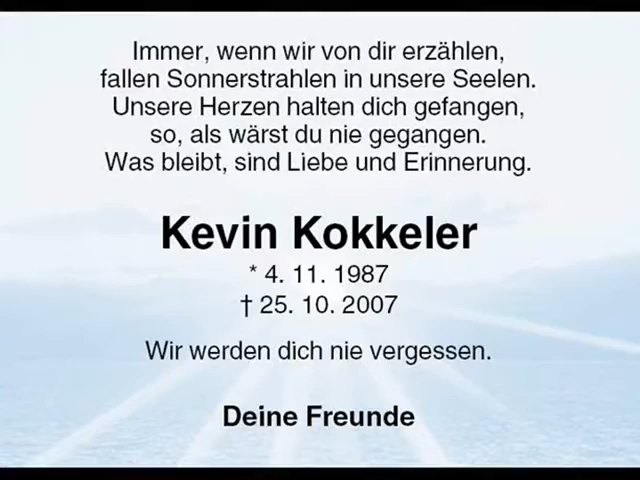 Immer, wenn wir von dir erzählen,
fallen Sonnerstrahlen in unsere Seelen.
Unsere Herzen halten dich gefangen,
so, als wärst du nie gegangen.
Was bleibt, sind Liebe und Erinnerung.
Kevin Kokkeler
* 4. 11. 1987
† 25. 10. 2007
Wir werden dich nie vergessen.
Deine Freunde